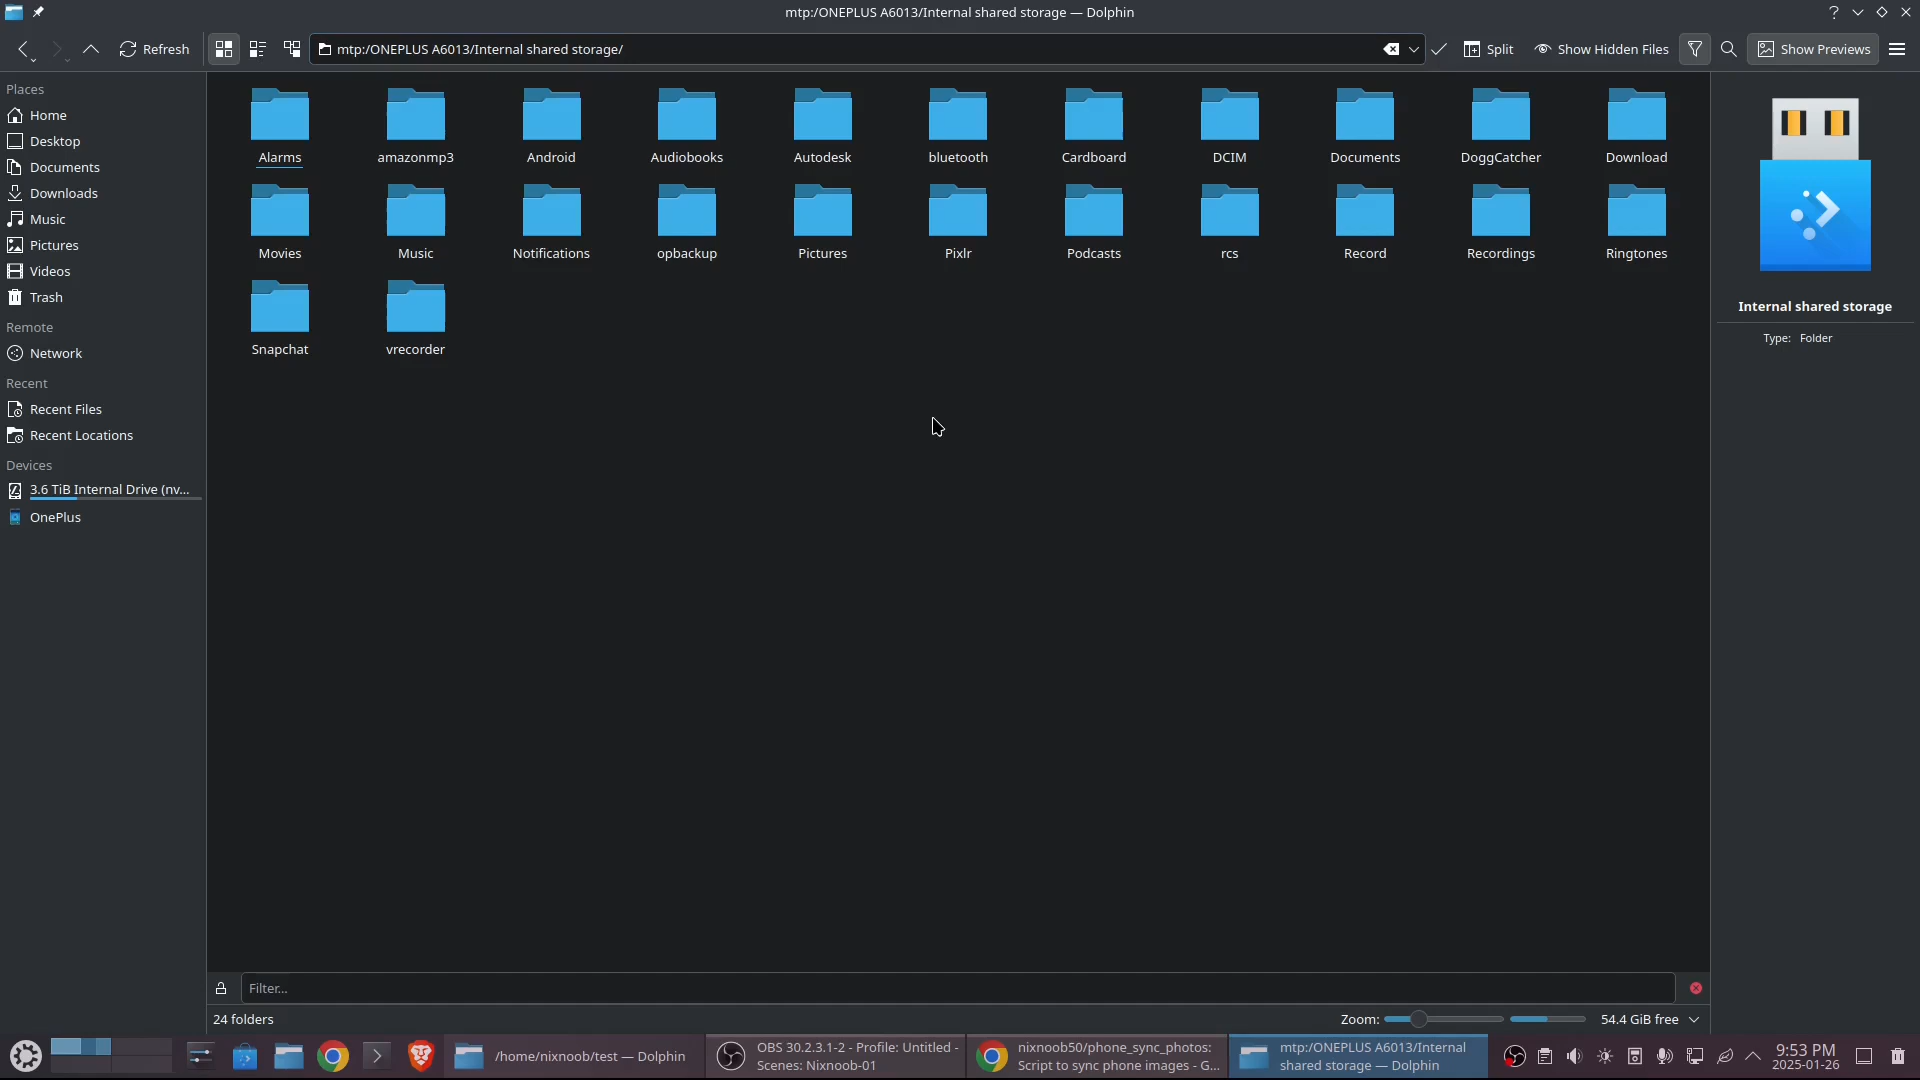 mtp:/ONEPLUS A6013/Internal shared storage — Dolphin
Refresh
mtp:/ONEPLUS A6013/Internal shared storage/
Split
Show Hidden Files
Show Previews
Places
Home
Desktop
Documents
Downloads
Music
Pictures
Videos
Trash
Remote
Network
Recent
Recent Files
Recent Locations
Devices
3.6 TiB Internal Drive (nv...
OnePlus
Alarms
amazonmp3
Android
Audiobooks
Autodesk
bluetooth
Cardboard
DCIM
Documents
DoggCatcher
Download
Movies
Music
Notifications
opbackup
Pictures
Pixlr
Podcasts
rcs
Record
Recordings
Ringtones
Snapchat
vrecorder
Internal shared storage
Type: Folder
Filter...
24 folders
Zoom:
54.4 GiB free
/home/nixnoob/test — Dolphin
OBS 30.2.3.1-2 - Profile: Untitled -
Scenes: Nixnoob-01
nixnoob50/phone_sync_photos:
Script to sync phone images - G...
mtp:/ONEPLUS A6013/Internal
shared storage — Dolphin
9:53 PM
2025-01-26